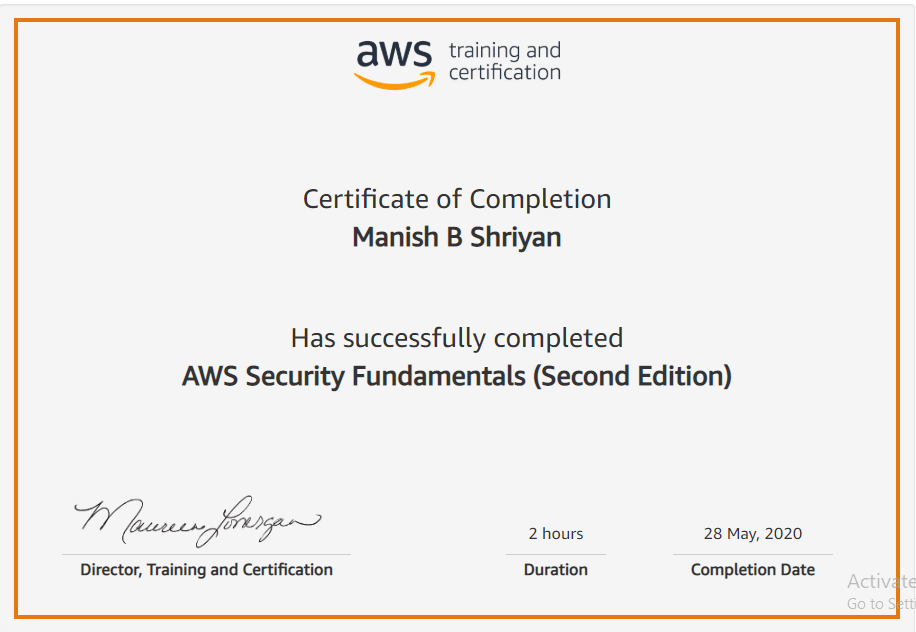 aws training and
certification
Certificate of Completion
Manish B Shriyan
Has successfully completed
AWS Security Fundamentals (Second Edition)
Maureen Lonergan
2 hours
28 May, 2020
Director, Training and Certification
Duration
Completion Date
Activate
Go to Setti